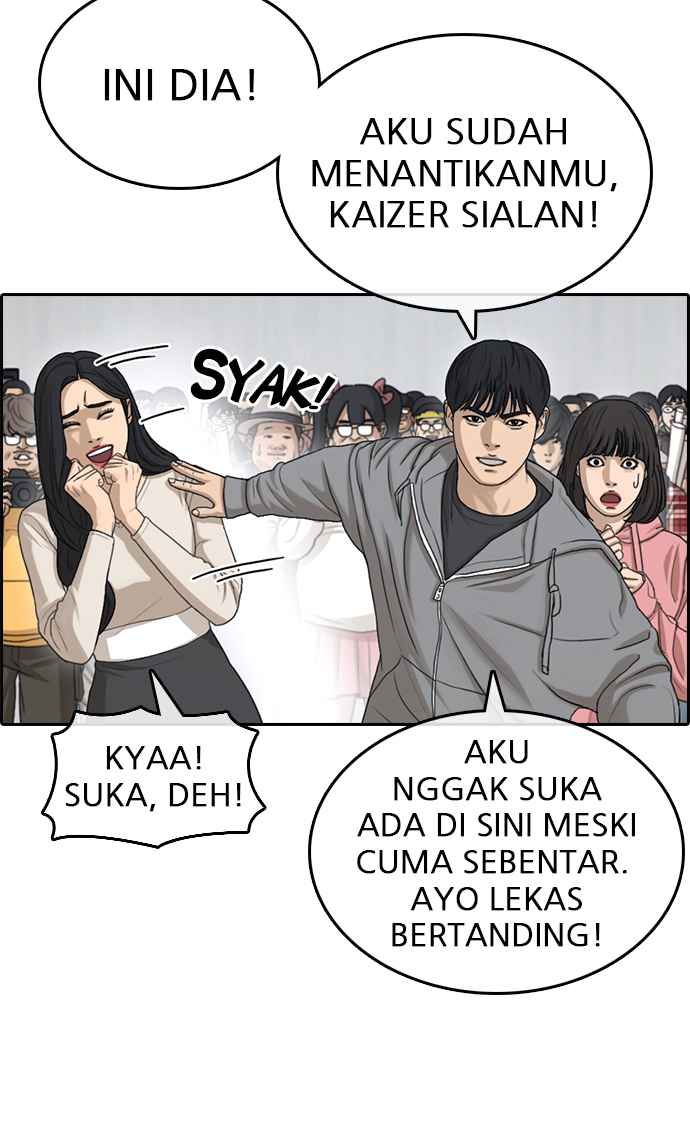 INI DIA!
AKU SUDAH
MENANTIKANMU,
KAIZER SIALAN!
SYAK!
KYAA!
SUKA, DEH!
AKU
NGGAK SUKA
ADA DI SINI MESKI
CUMA SEBENTAR.
AYO LEKAS
BERTANDING!